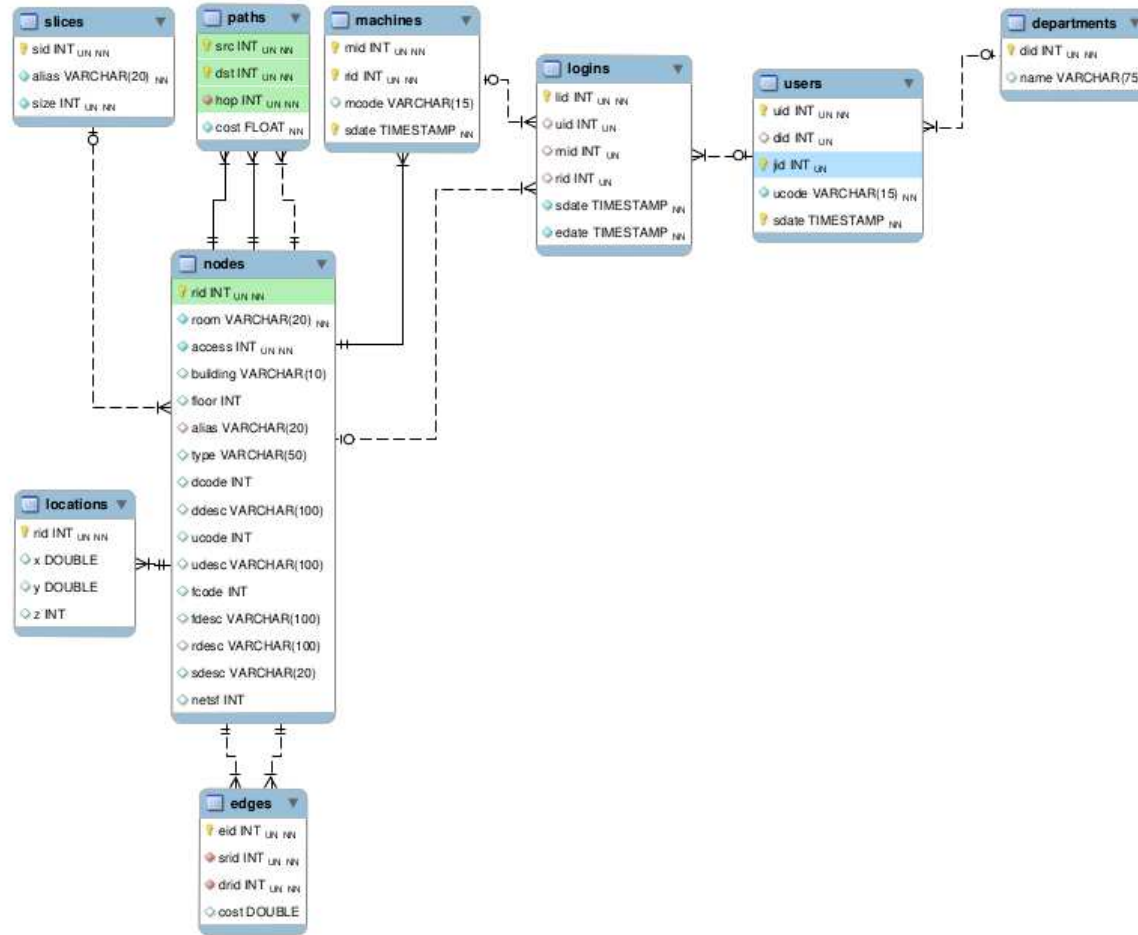 slices
sid INT UN NN
alias VARCHAR(20) NN
size INT UN NN
paths
src INT UN NN
dst INT UN NN
hop INT UN NN
cost FLOAT NN
machines
mid INT UN NN
rid INT UN NN
mcode VARCHAR(15)
sdate TIMESTAMP NN
logins
lid INT UN NN
uid INT UN
mid INT UN
rid INT UN
sdate TIMESTAMP NN
edate TIMESTAMP NN
users
uid INT UN NN
did INT UN
jid INT UN
ucode VARCHAR(15) NN
sdate TIMESTAMP NN
departments
did INT UN NN
name VARCHAR(75
nodes
rid INT UN NN
room VARCHAR(20) NN
access INT UN NN
building VARCHAR(10)
floor INT
alias VARCHAR(20)
type VARCHAR(50)
dcode INT
ddesc VARCHAR(100)
ucode INT
udesc VARCHAR(100)
fcode INT
fdesc VARCHAR(100)
rdesc VARCHAR(100)
sdesc VARCHAR(20)
netsf INT
locations
rid INT UN NN
x DOUBLE
y DOUBLE
z INT
edges
eid INT UN NN
srid INT UN NN
drid INT UN NN
cost DOUBLE